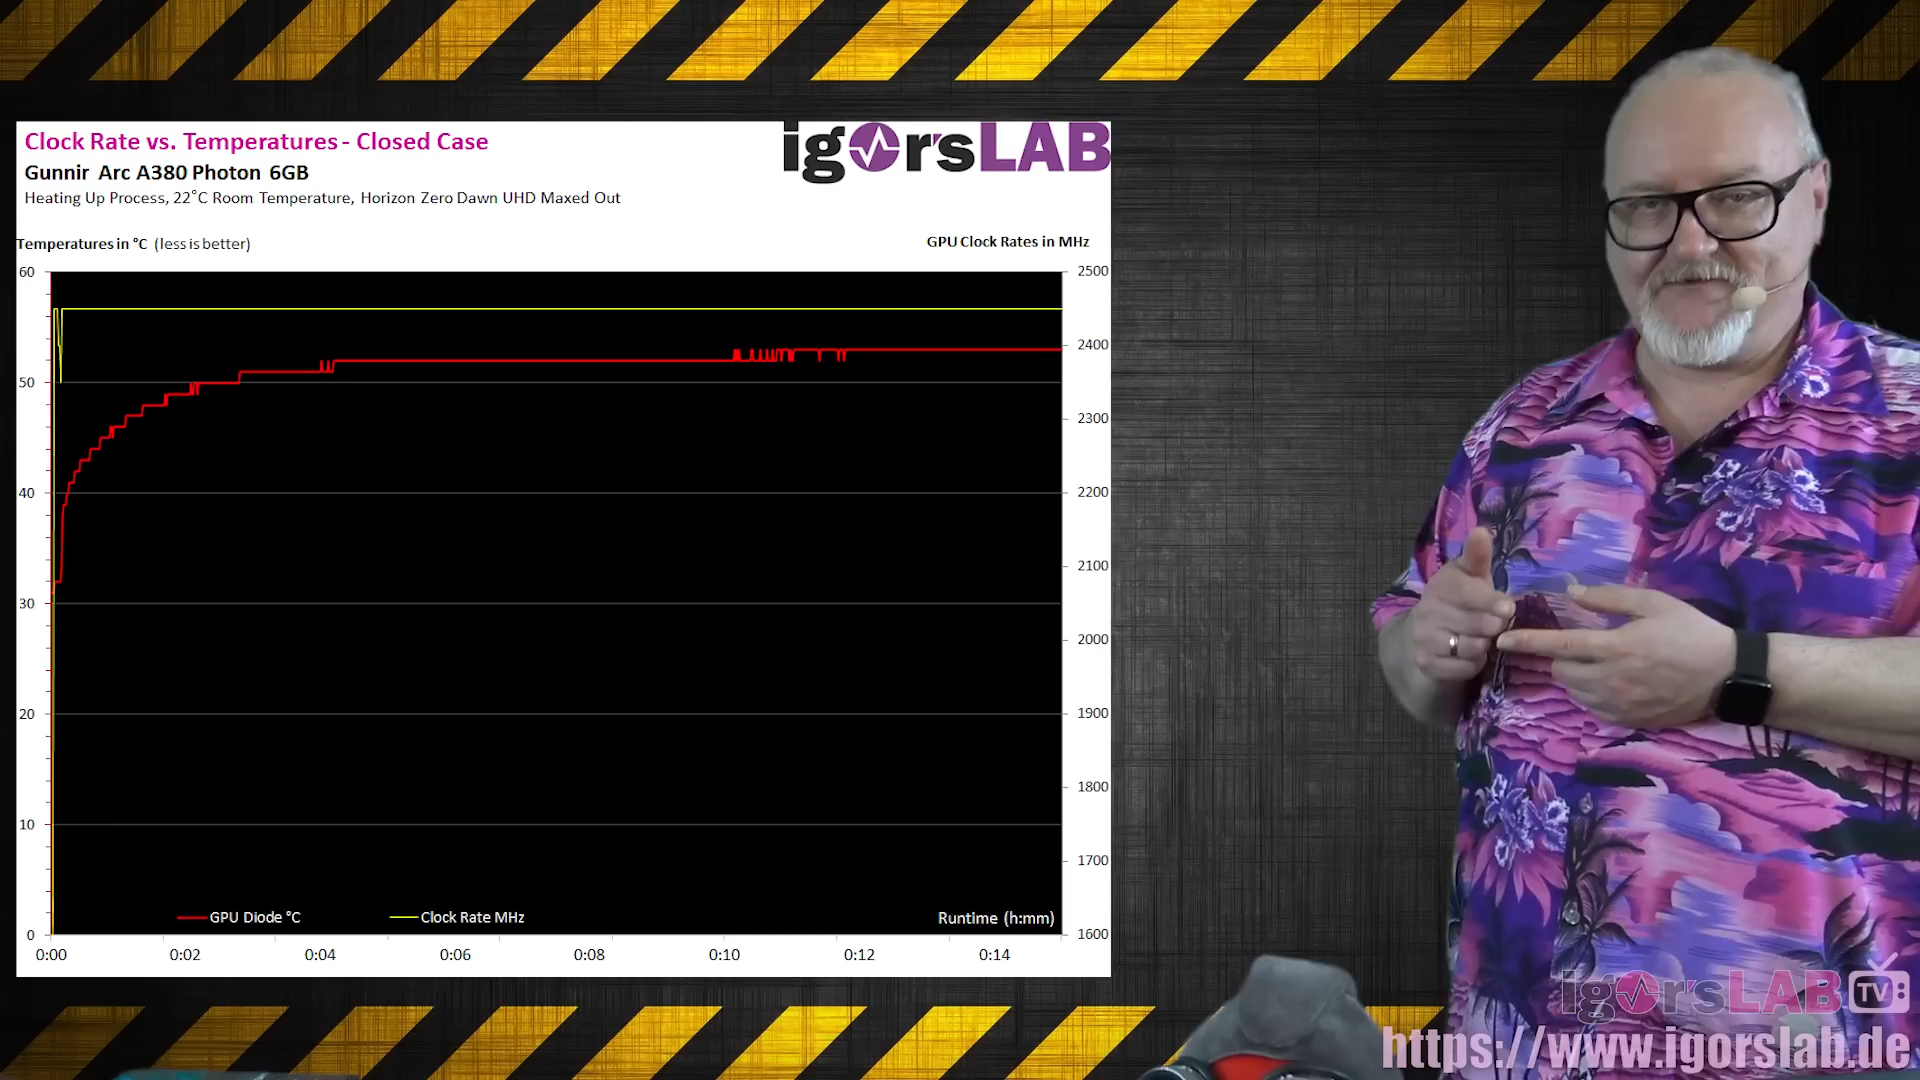 Clock Rate vs. Temperatures - Closed Case
igorsLAB
Gunnir Arc A380 Photon 6GB
Heating Up Process, 22°C Room Temperature, Horizon Zero Dawn UHD Maxed Out
Temperatures in °C (less is better)
GPU Clock Rates in MHz
60
50
40
30
20
10
0
2500
2400
2300
2200
2100
2000
1900
1800
1700
1600
GPU Diode °C
Clock Rate MHz
Runtime (h:mm)
0:00 0:02 0:04 0:06 0:08 0:10 0:12 0:14
igorsLAB TV
https://www.igorslab.de